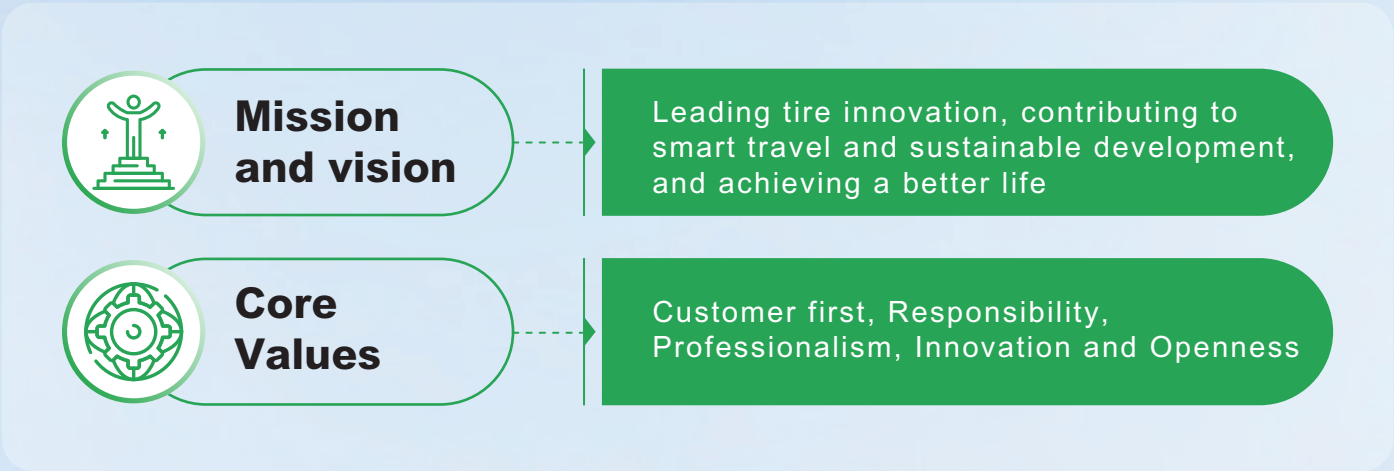 Mission
and vision
Leading tire innovation, contributing to
smart travel and sustainable development,
and achieving a better life
Core
Values
Customer first, Responsibility,
Professionalism, Innovation and Openness